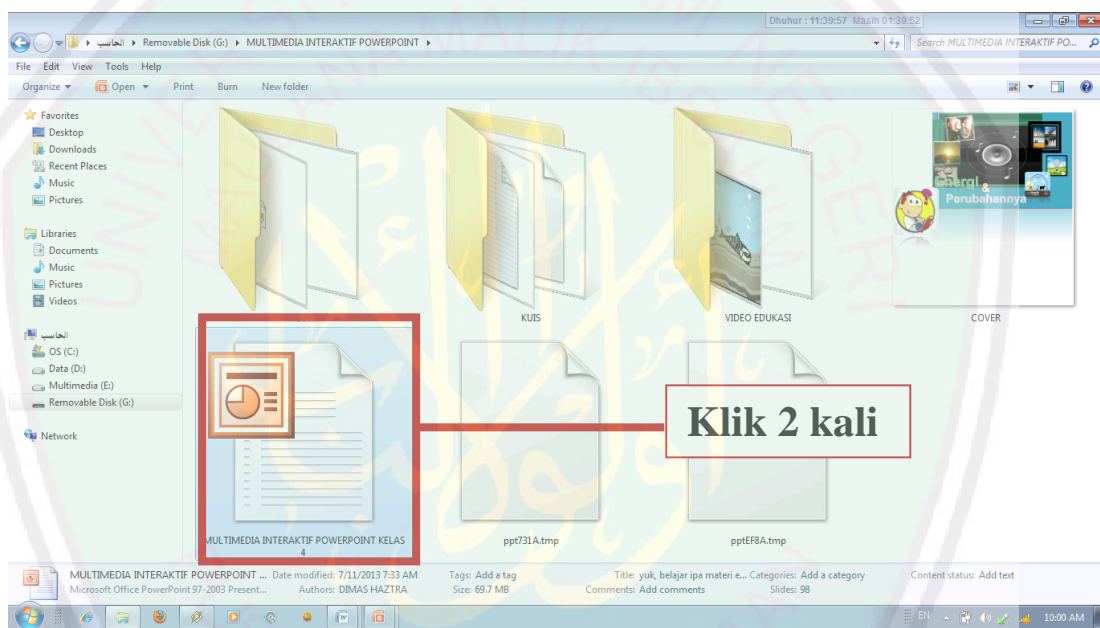 Dhuhur : 11:39:57 Masih 01:39:52
الحاسب ▸ Removable Disk (G:) ▸ MULTIMEDIA INTERAKTIF POWERPOINT ▸
Search MULTIMEDIA INTERAKTIF PO...
File Edit View Tools Help
Organize Open Print Burn New folder
Favorites
Desktop
Downloads
Recent Places
Music
Pictures
Libraries
Documents
Music
Pictures
Videos
الحاسب
OS (C:)
Data (D:)
Multimedia (E:)
Removable Disk (G:)
Network
Energi
&
Perubahannya
KUIS
VIDEO EDUKASI
COVER
Klik 2 kali
MULTIMEDIA INTERAKTIF POWERPOINT KELAS
4
ppt731A.tmp
pptEF8A.tmp
MULTIMEDIA INTERAKTIF POWERPOINT ... Date modified: 7/11/2013 7:33 AM Tags: Add a tag Title: yuk, belajar ipa materi e... Categories: Add a category Content status: Add text
Microsoft Office PowerPoint 97-2003 Present... Authors: DIMAS HAZTRA Size: 69.7 MB Comments: Add comments Slides: 98
EN 10:00 AM